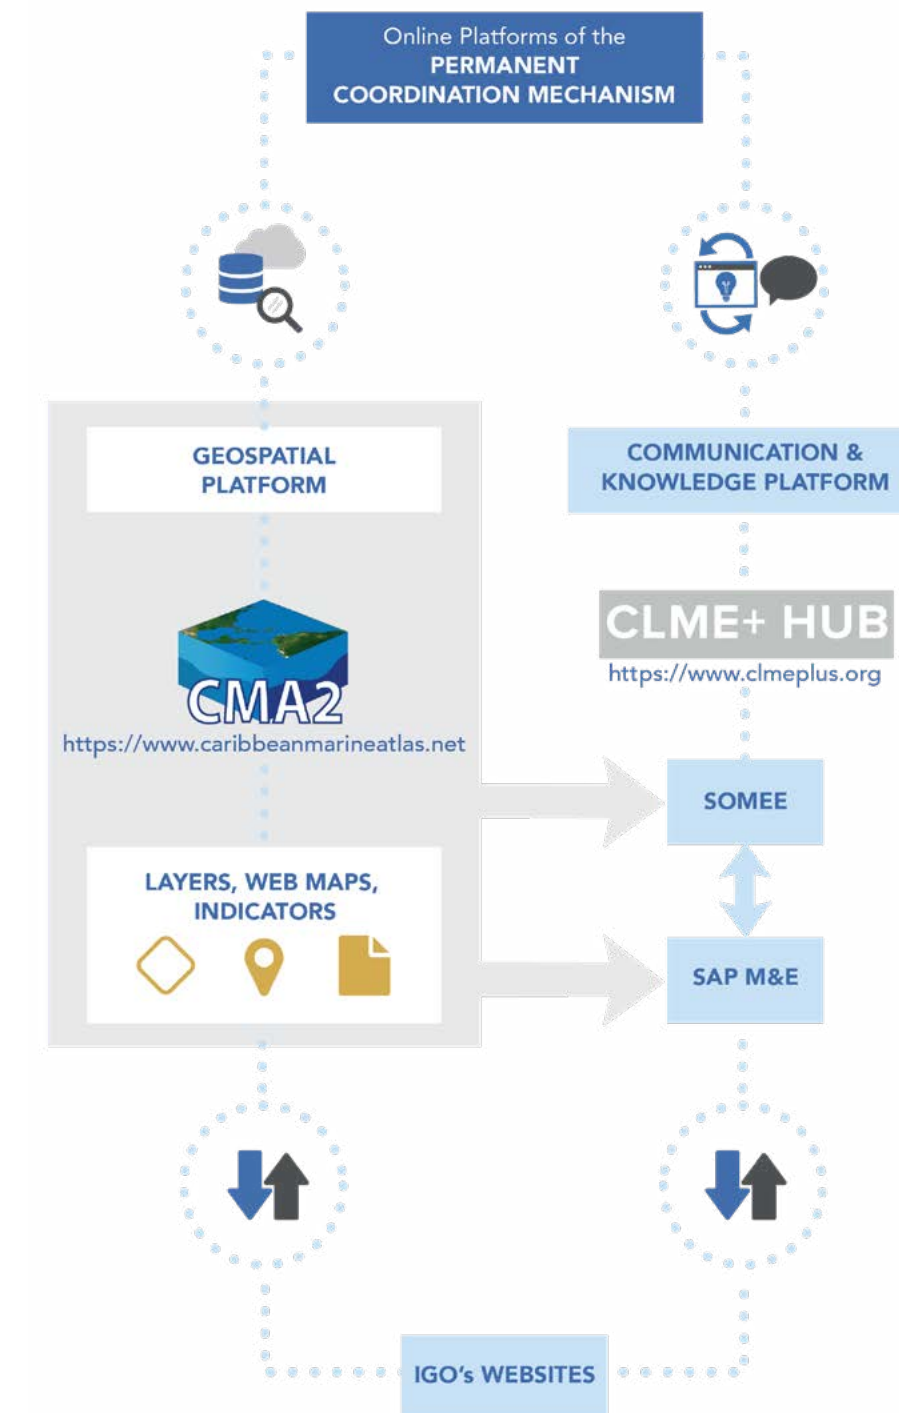 Online Platforms of the
PERMANENT
COORDINATION MECHANISM
GEOSPATIAL
PLATFORM
CMA2
https://www.caribbeanmarineatlas.net
LAYERS, WEB MAPS,
INDICATORS
COMMUNICATION &
KNOWLEDGE PLATFORM
CLME+ HUB
https://www.clmeplus.org
SOMEE
SAP M&E
IGO's WEBSITES